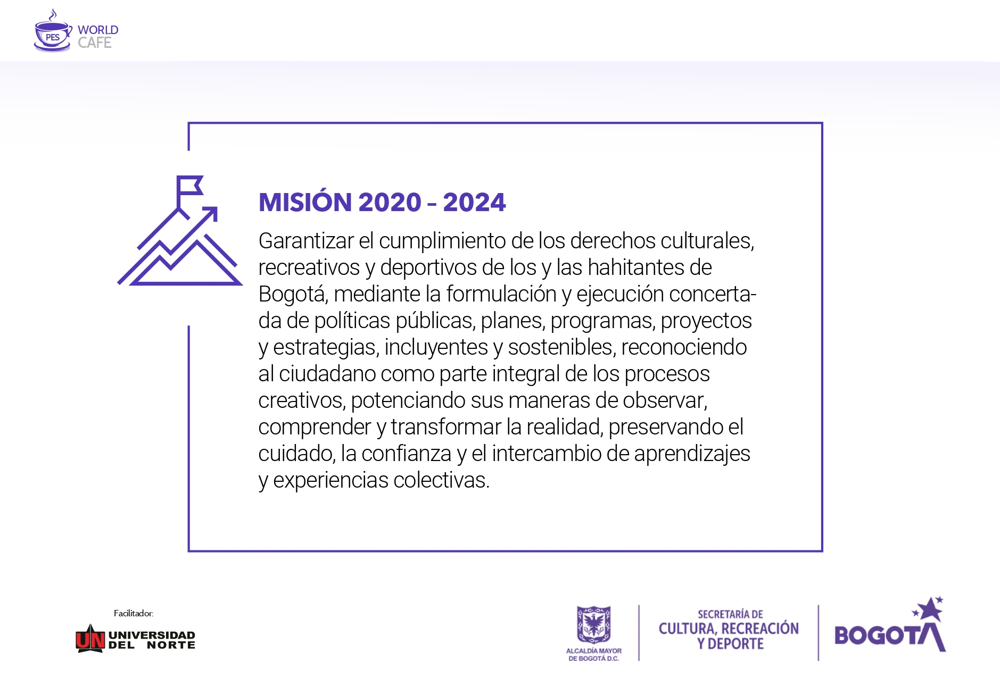 PES
WORLD
CAFÉ
MISIÓN 2020 – 2024
Garantizar el cumplimiento de los derechos culturales,
recreativos y deportivos de los y las hahitantes de
Bogotá, mediante la formulación y ejecución concerta-
da de políticas públicas, planes, programas, proyectos
y estrategias, incluyentes y sostenibles, reconociendo
al ciudadano como parte integral de los procesos
creativos, potenciando sus maneras de observar,
comprender y transformar la realidad, preservando el
cuidado, la confianza y el intercambio de aprendizajes
y experiencias colectivas.
Facilitador:
UN
UNIVERSIDAD
DEL NORTE
ALCALDÍA MAYOR
DE BOGOTÁ D.C.
SECRETARÍA DE
CULTURA, RECREACIÓN
Y DEPORTE
BOGOTÁ